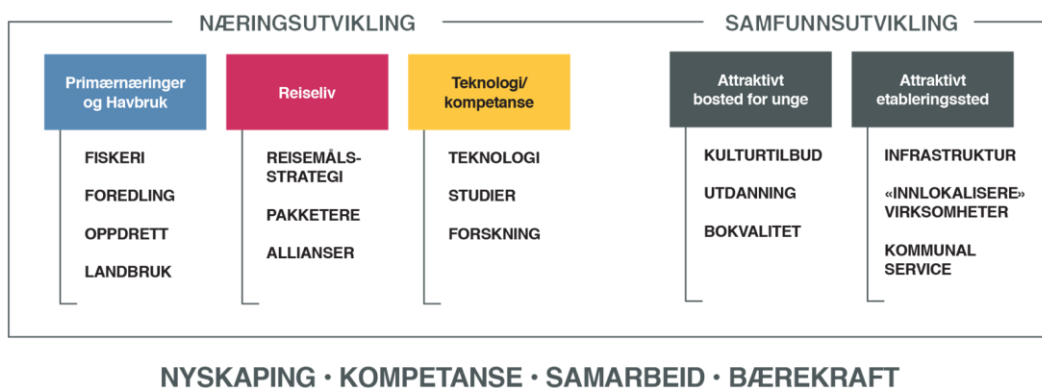 NÆRINGSUTVIKLING
SAMFUNNSUTVIKLING
Primærnæringer
og Havbruk
FISKERI
FOREDLING
OPPDRETT
LANDBRUK
Reiseliv
REISEMÅLS-
STRATEGI
PAKKETERE
ALLIANSER
Teknologi/
kompetanse
TEKNOLOGI
STUDIER
FORSKNING
Attraktivt
bosted for unge
KULTURTILBUD
UTDANNING
BOKVALITET
Attraktivt
etableringssted
INFRASTRUKTUR
«INNLOKALISERE»
VIRKSOMHETER
KOMMUNAL
SERVICE
NYSKAPING • KOMPETANSE • SAMARBEID • BÆREKRAFT